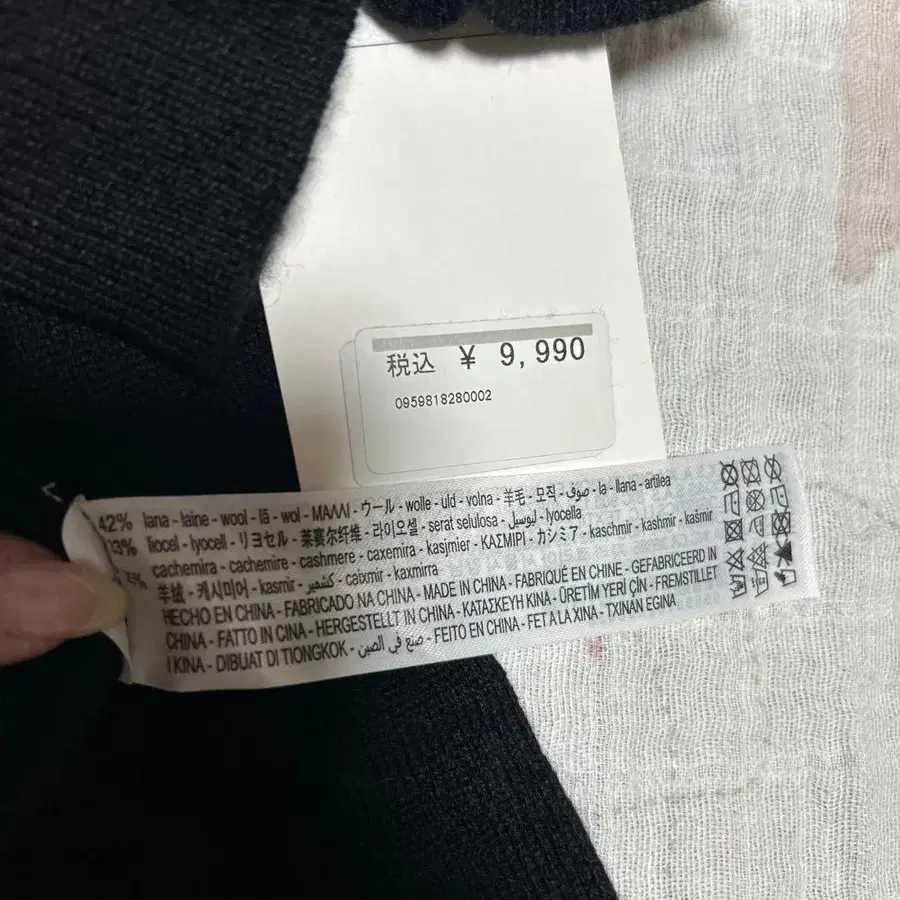 税込 ¥ 9,990
0959818280002
42% lana - laine - wool - lã - wol - ΜΑΛΛΙ - ウール - wolle - uld - volna - 羊毛 - 모직 - صوف - la - llana - artilea
liocel - lyocell - リヨセル - 莱赛尔纤维 - 라이오셀 - serat selulosa - لیوسیل - lyocella
cachemira - cachemire - cashmere - caxemira - kasjmier - ΚΑΣΜΙΡΙ - カシミア - kaschmir - kashmir - kašmir
羊绒 - 캐시미어 - kasmir - كشمير - caixmir - kaxmirra
HECHO EN CHINA - FABRICADO NA CHINA - MADE IN CHINA - FABRIQUÉ EN CHINE - GEFABRICEERD IN
CHINA - FATTO IN CINA - HERGESTELLT IN CHINA - ΚΑΤΑΣΚΕΥΗ ΚΙΝΑ - ÜRETİM YERİ ÇİN - FREMSTILLET
I KINA - DIBUAT DI TIONGKOK - صنع في الصين - FEITO EN CHINA - FET A LA XINA - TXINAN EGINA